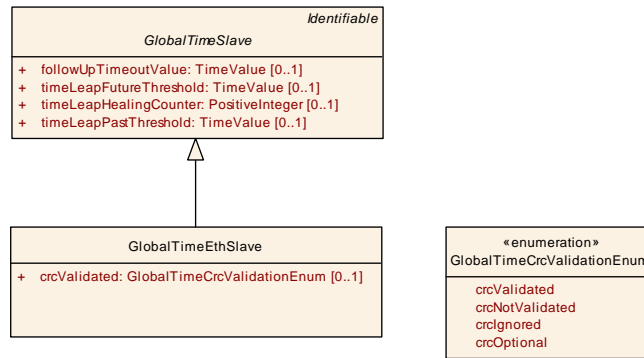 Identifiable
GlobalTimeSlave
+ followUpTimeoutValue: TimeValue [0..1]
+ timeLeapFutureThreshold: TimeValue [0..1]
+ timeLeapHealingCounter: PositiveInteger [0..1]
+ timeLeapPastThreshold: TimeValue [0..1]
GlobalTimeEthSlave
+ crcValidated: GlobalTimeCrcValidationEnum [0..1]
«enumeration»
GlobalTimeCrcValidationEnum
crcValidated
crcNotValidated
crcIgnored
crcOptional